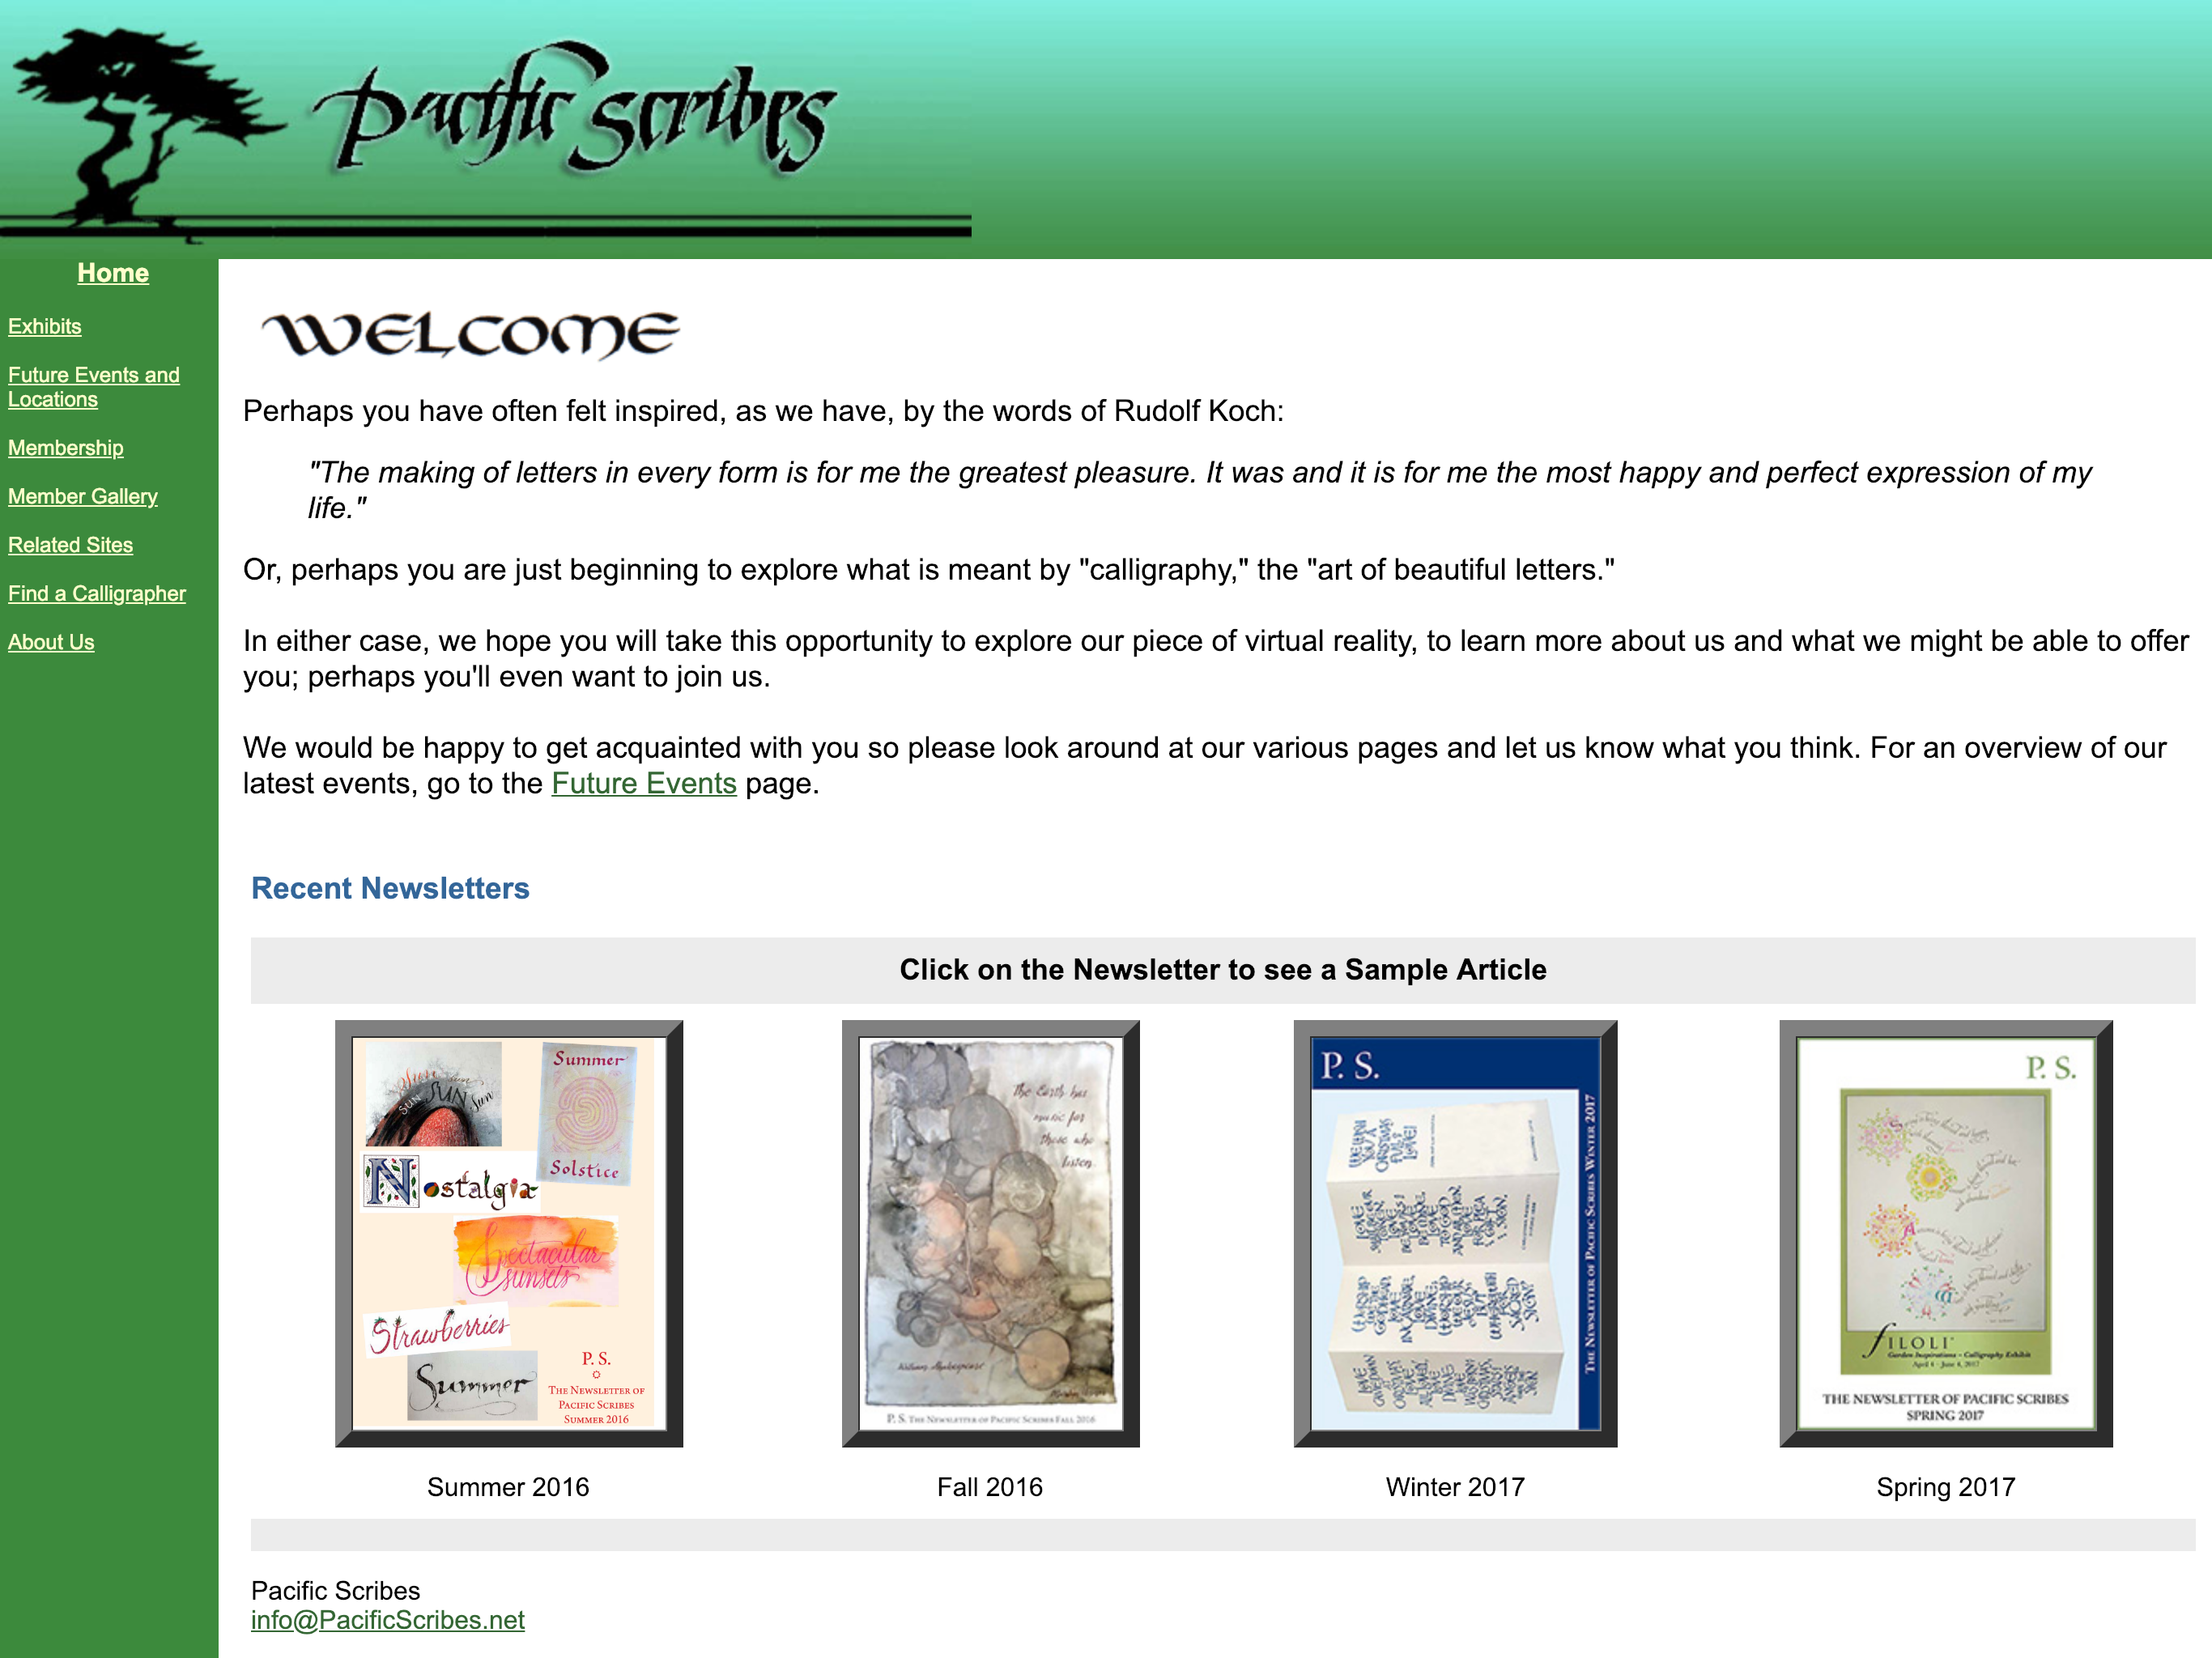 Pacific Scribes
Home
Exhibits
Future Events and
Locations
Membership
Member Gallery
Related Sites
Find a Calligrapher
About Us
WELCOME
Perhaps you have often felt inspired, as we have, by the words of Rudolf Koch:
"The making of letters in every form is for me the greatest pleasure. It was and it is for me the most happy and perfect expression of my
life."
Or, perhaps you are just beginning to explore what is meant by "calligraphy," the "art of beautiful letters."
In either case, we hope you will take this opportunity to explore our piece of virtual reality, to learn more about us and what we might be able to offer
you; perhaps you'll even want to join us.
We would be happy to get acquainted with you so please look around at our various pages and let us know what you think. For an overview of our
latest events, go to the Future Events page.
Recent Newsletters
Click on the Newsletter to see a Sample Article
Sun
SUN SUN Sun
Summer
Solstice
Nostalgia
Spectacular
Sunsets
Strawberries
Summer
P. S.
THE NEWSLETTER OF
PACIFIC SCRIBES
SUMMER 2016
The Earth has
music for
those who
listen
William Shakespeare
P. S. THE NEWSLETTER OF PACIFIC SCRIBES FALL 2016
P. S.
THE NEWSLETTER OF PACIFIC SCRIBES WINTER 2017
P. S.
FILOLI
Garden Inspirations - Calligraphy Exhibit
THE NEWSLETTER OF PACIFIC SCRIBES
SPRING 2017
Summer 2016
Fall 2016
Winter 2017
Spring 2017
Pacific Scribes
info@PacificScribes.net